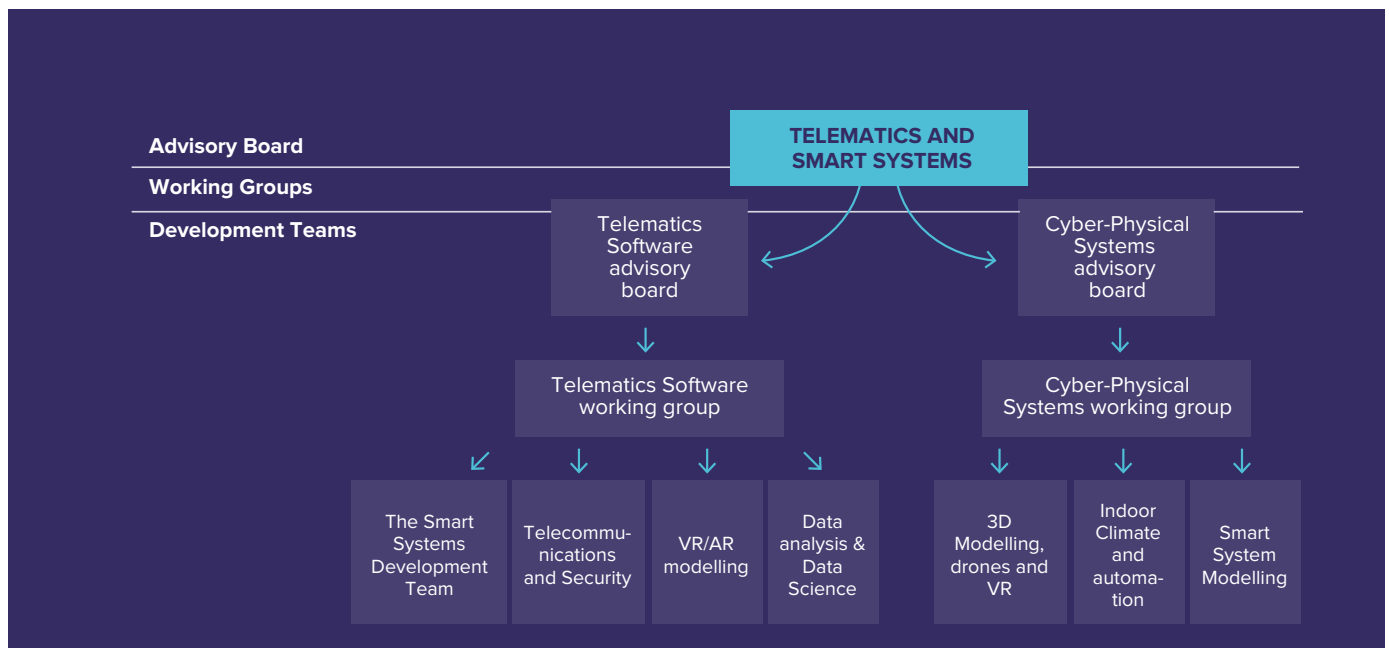 TELEMATICS AND
SMART SYSTEMS
Advisory Board
Working Groups
Development Teams
Telematics
Software
advisory
board
Cyber-Physical
Systems
advisory
board
Telematics Software
working group
Cyber-Physical
Systems working group
The Smart
Systems
Development
Team
Telecommu-
nications
and Security
VR/AR
modelling
Data
analysis &
Data
Science
3D
Modelling,
drones and
VR
Indoor
Climate
and
automa-
tion
Smart
System
Modelling